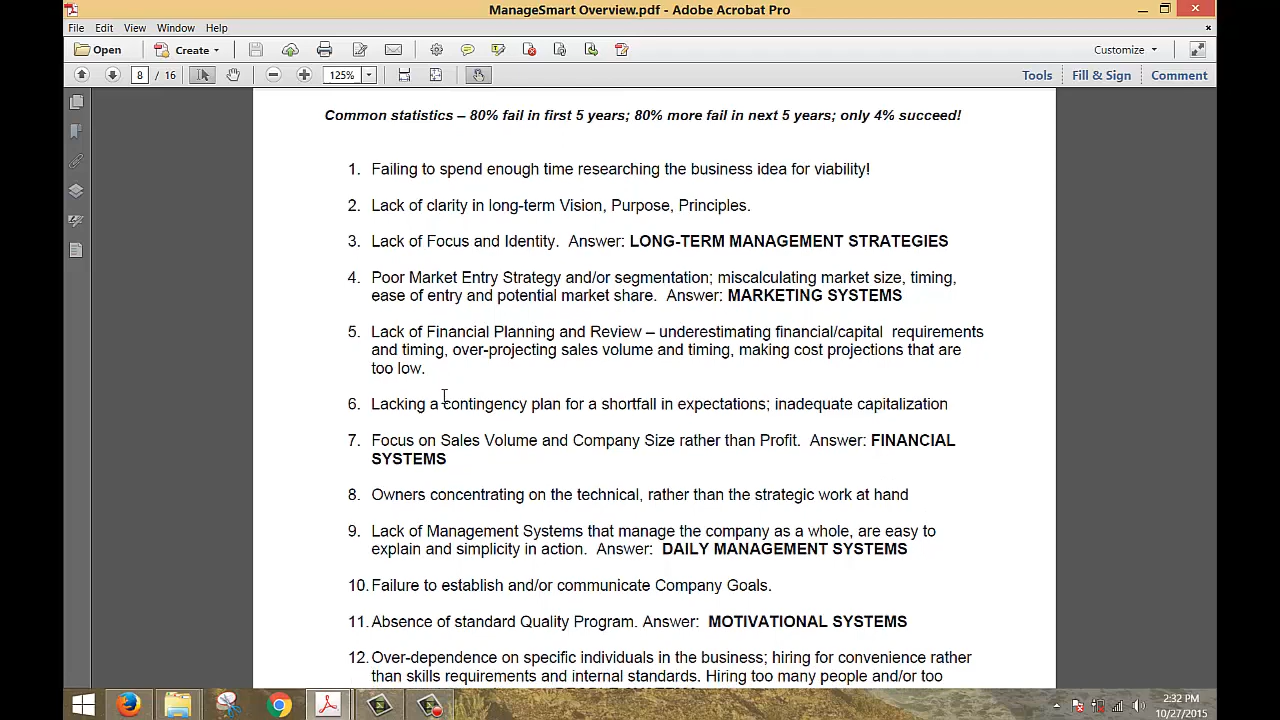 ManageSmart Overview.pdf - Adobe Acrobat Pro
File Edit View Window Help
Open Create Customize
8 / 16 125% Tools Fill & Sign Comment
Common statistics – 80% fail in first 5 years; 80% more fail in next 5 years; only 4% succeed!
1. Failing to spend enough time researching the business idea for viability!
2. Lack of clarity in long-term Vision, Purpose, Principles.
3. Lack of Focus and Identity. Answer: LONG-TERM MANAGEMENT STRATEGIES
4. Poor Market Entry Strategy and/or segmentation; miscalculating market size, timing,
ease of entry and potential market share. Answer: MARKETING SYSTEMS
5. Lack of Financial Planning and Review – underestimating financial/capital requirements
and timing, over-projecting sales volume and timing, making cost projections that are
too low.
6. Lacking a contingency plan for a shortfall in expectations; inadequate capitalization
7. Focus on Sales Volume and Company Size rather than Profit. Answer: FINANCIAL
SYSTEMS
8. Owners concentrating on the technical, rather than the strategic work at hand
9. Lack of Management Systems that manage the company as a whole, are easy to
explain and simplicity in action. Answer: DAILY MANAGEMENT SYSTEMS
10. Failure to establish and/or communicate Company Goals.
11. Absence of standard Quality Program. Answer: MOTIVATIONAL SYSTEMS
12. Over-dependence on specific individuals in the business; hiring for convenience rather
than skills requirements and internal standards. Hiring too many people and/or too
2:32 PM
10/27/2015